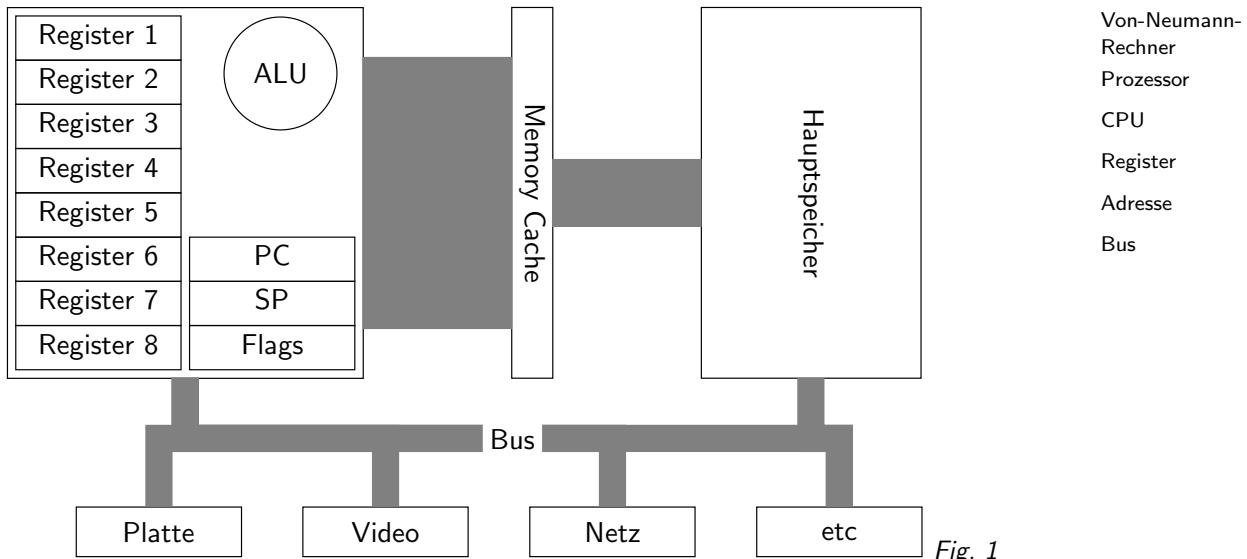 Register 1
Register 2
Register 3
Register 4
Register 5
Register 6
Register 7
Register 8
ALU
PC
SP
Flags
Memory Cache
Hauptspeicher
Von-Neumann-
Rechner
Prozessor
CPU
Register
Adresse
Bus
Bus
Platte
Video
Netz
etc
Fig. 1